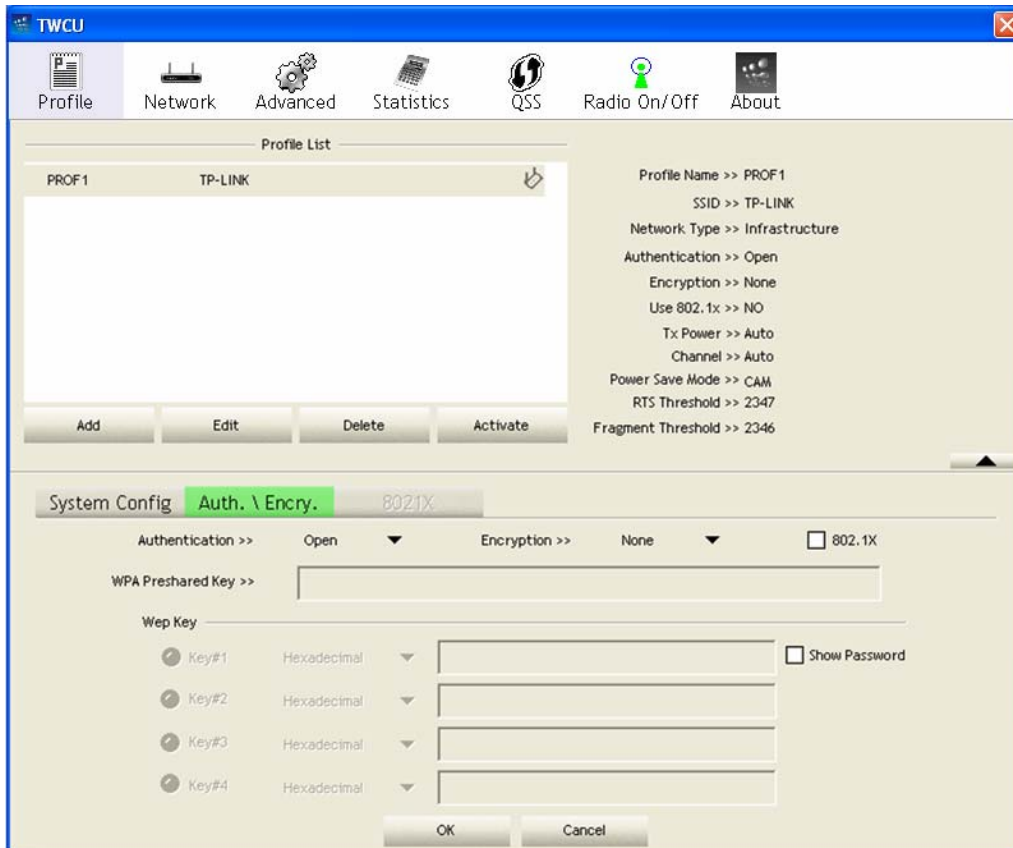 TWCU
Profile Network Advanced Statistics QSS Radio On/Off About
Profile List
PROF1 TP-LINK
Add Edit Delete Activate
Profile Name >> PROF1
SSID >> TP-LINK
Network Type >> Infrastructure
Authentication >> Open
Encryption >> None
Use 802.1x >> NO
Tx Power >> Auto
Channel >> Auto
Power Save Mode >> CAM
RTS Threshold >> 2347
Fragment Threshold >> 2346
System Config Auth. \ Encry. 8021X
Authentication >> Open Encryption >> None 802.1X
WPA Preshared Key >>
Wep Key
Key#1 Hexadecimal Show Password
Key#2 Hexadecimal
Key#3 Hexadecimal
Key#4 Hexadecimal
OK Cancel